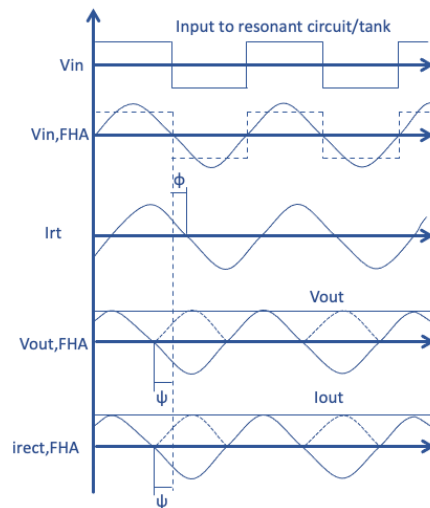 Input to resonant circuit/tank
Vin
Vin,FHA
ϕ
Irt
Vout
Vout,FHA
ψ
Iout
irect,FHA
ψ